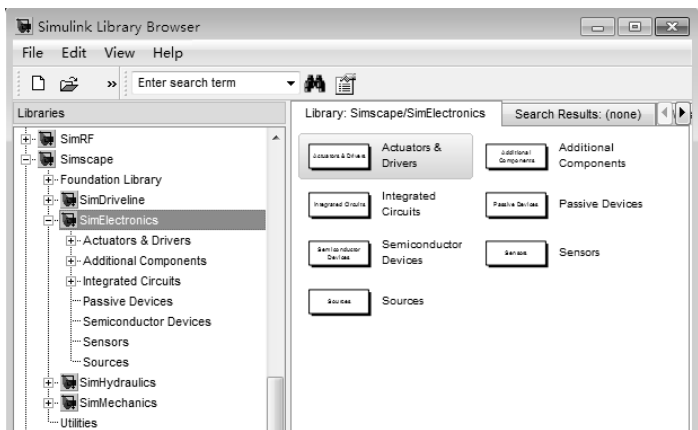 Simulink Library Browser
File Edit View Help
» Enter search term
Libraries
Library: Simscape/SimElectronics
Search Results: (none)
SimRF
Simscape
Foundation Library
SimDriveline
SimElectronics
Actuators & Drivers
Additional Components
Integrated Circuits
Passive Devices
Semiconductor Devices
Sensors
Sources
SimHydraulics
SimMechanics
Utilities
Actuators & Drivers
Actuators &
Drivers
Additional
Components
Additional
Components
Integrated Circuits
Integrated
Circuits
Passive Devices
Passive Devices
Semiconductor
Devices
Semiconductor
Devices
Sensors
Sensors
Sources
Sources